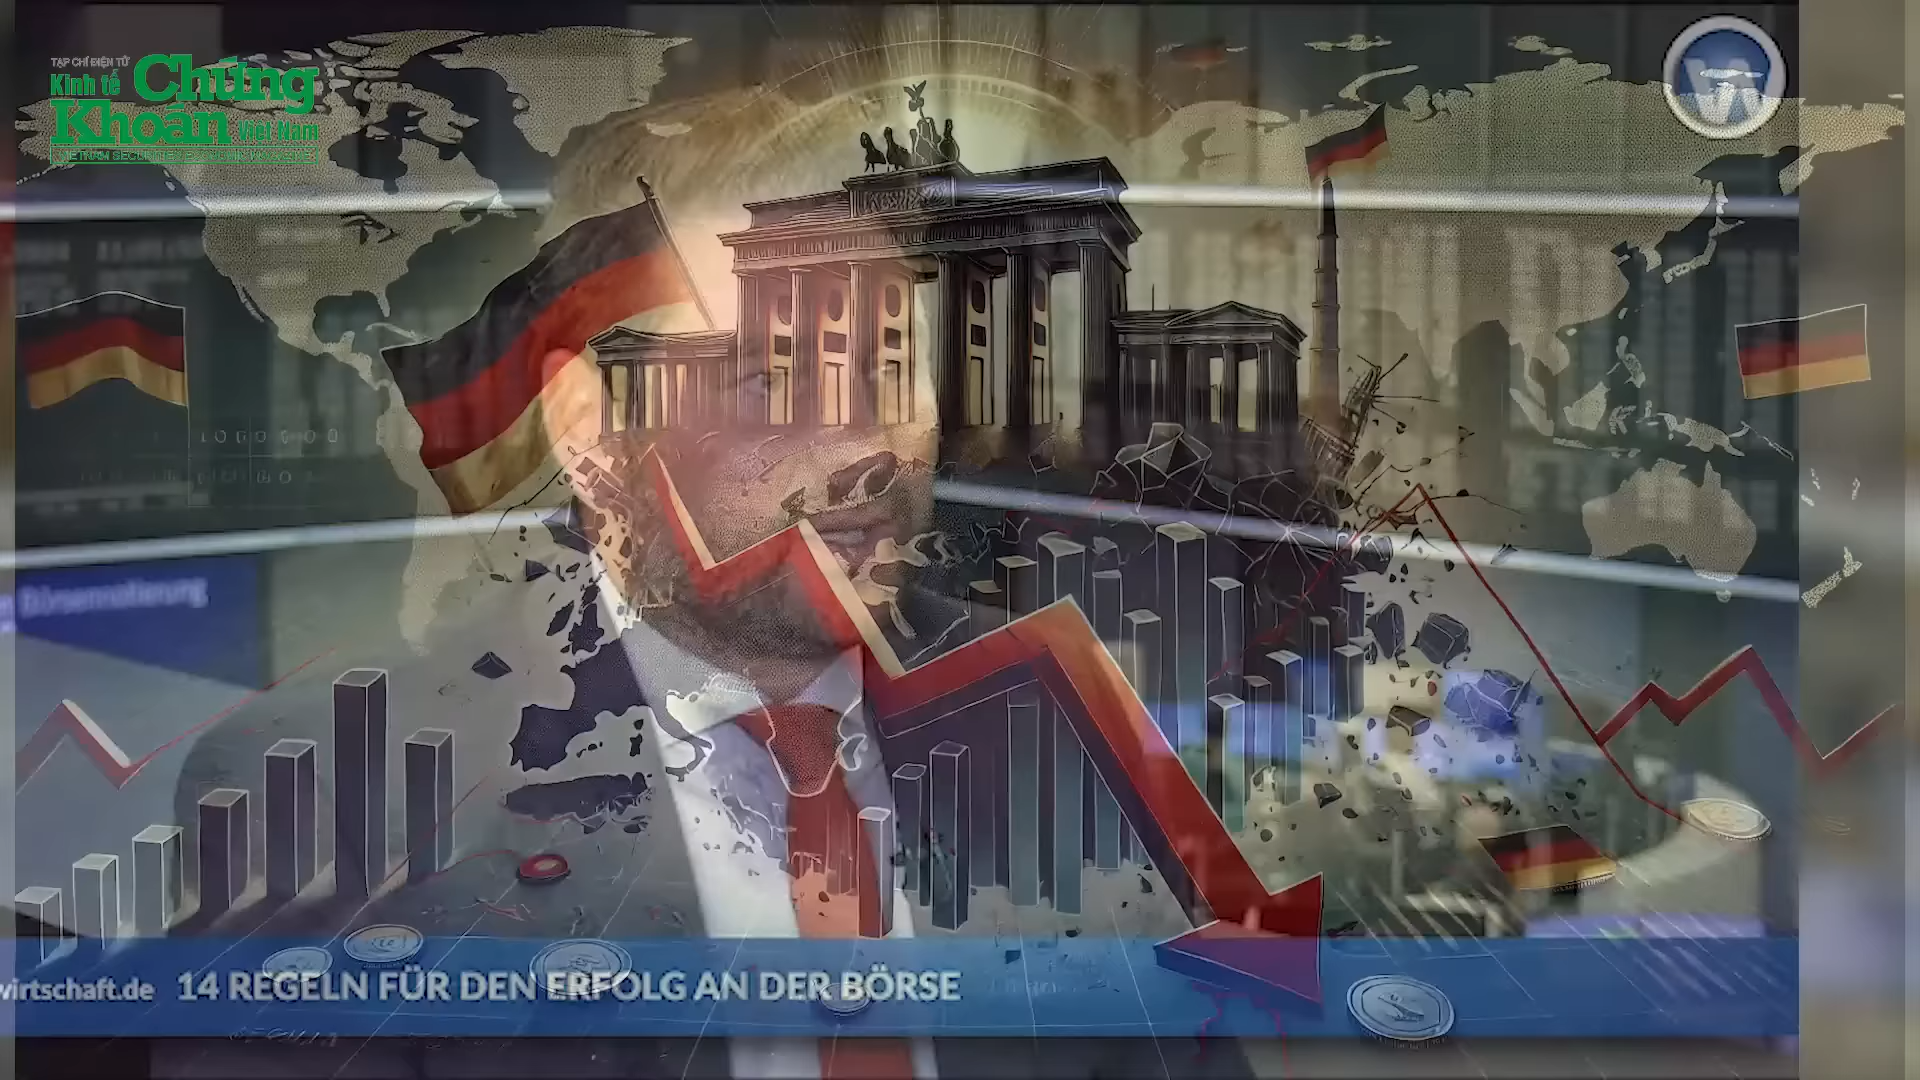 TẠP CHÍ ĐIỆN TỬ
Kinh tế Chứng
Khoán Việt Nam
W
Börsennotierung
wirtschaft.de 14 REGELN FÜR DEN ERFOLG AN DER BÖRSE